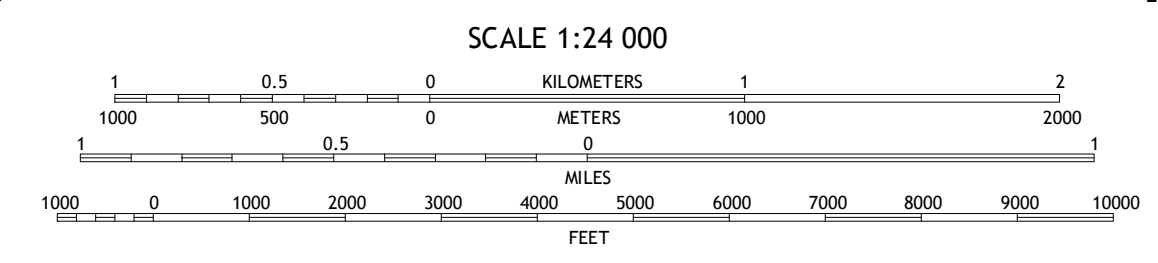 SCALE 1:24 000
1 0.5 0 KILOMETERS 1 2
1000 500 0 METERS 1000 2000
1 0.5 0 1
MILES
1000 0 1000 2000 3000 4000 5000 6000 7000 8000 9000 10000
FEET